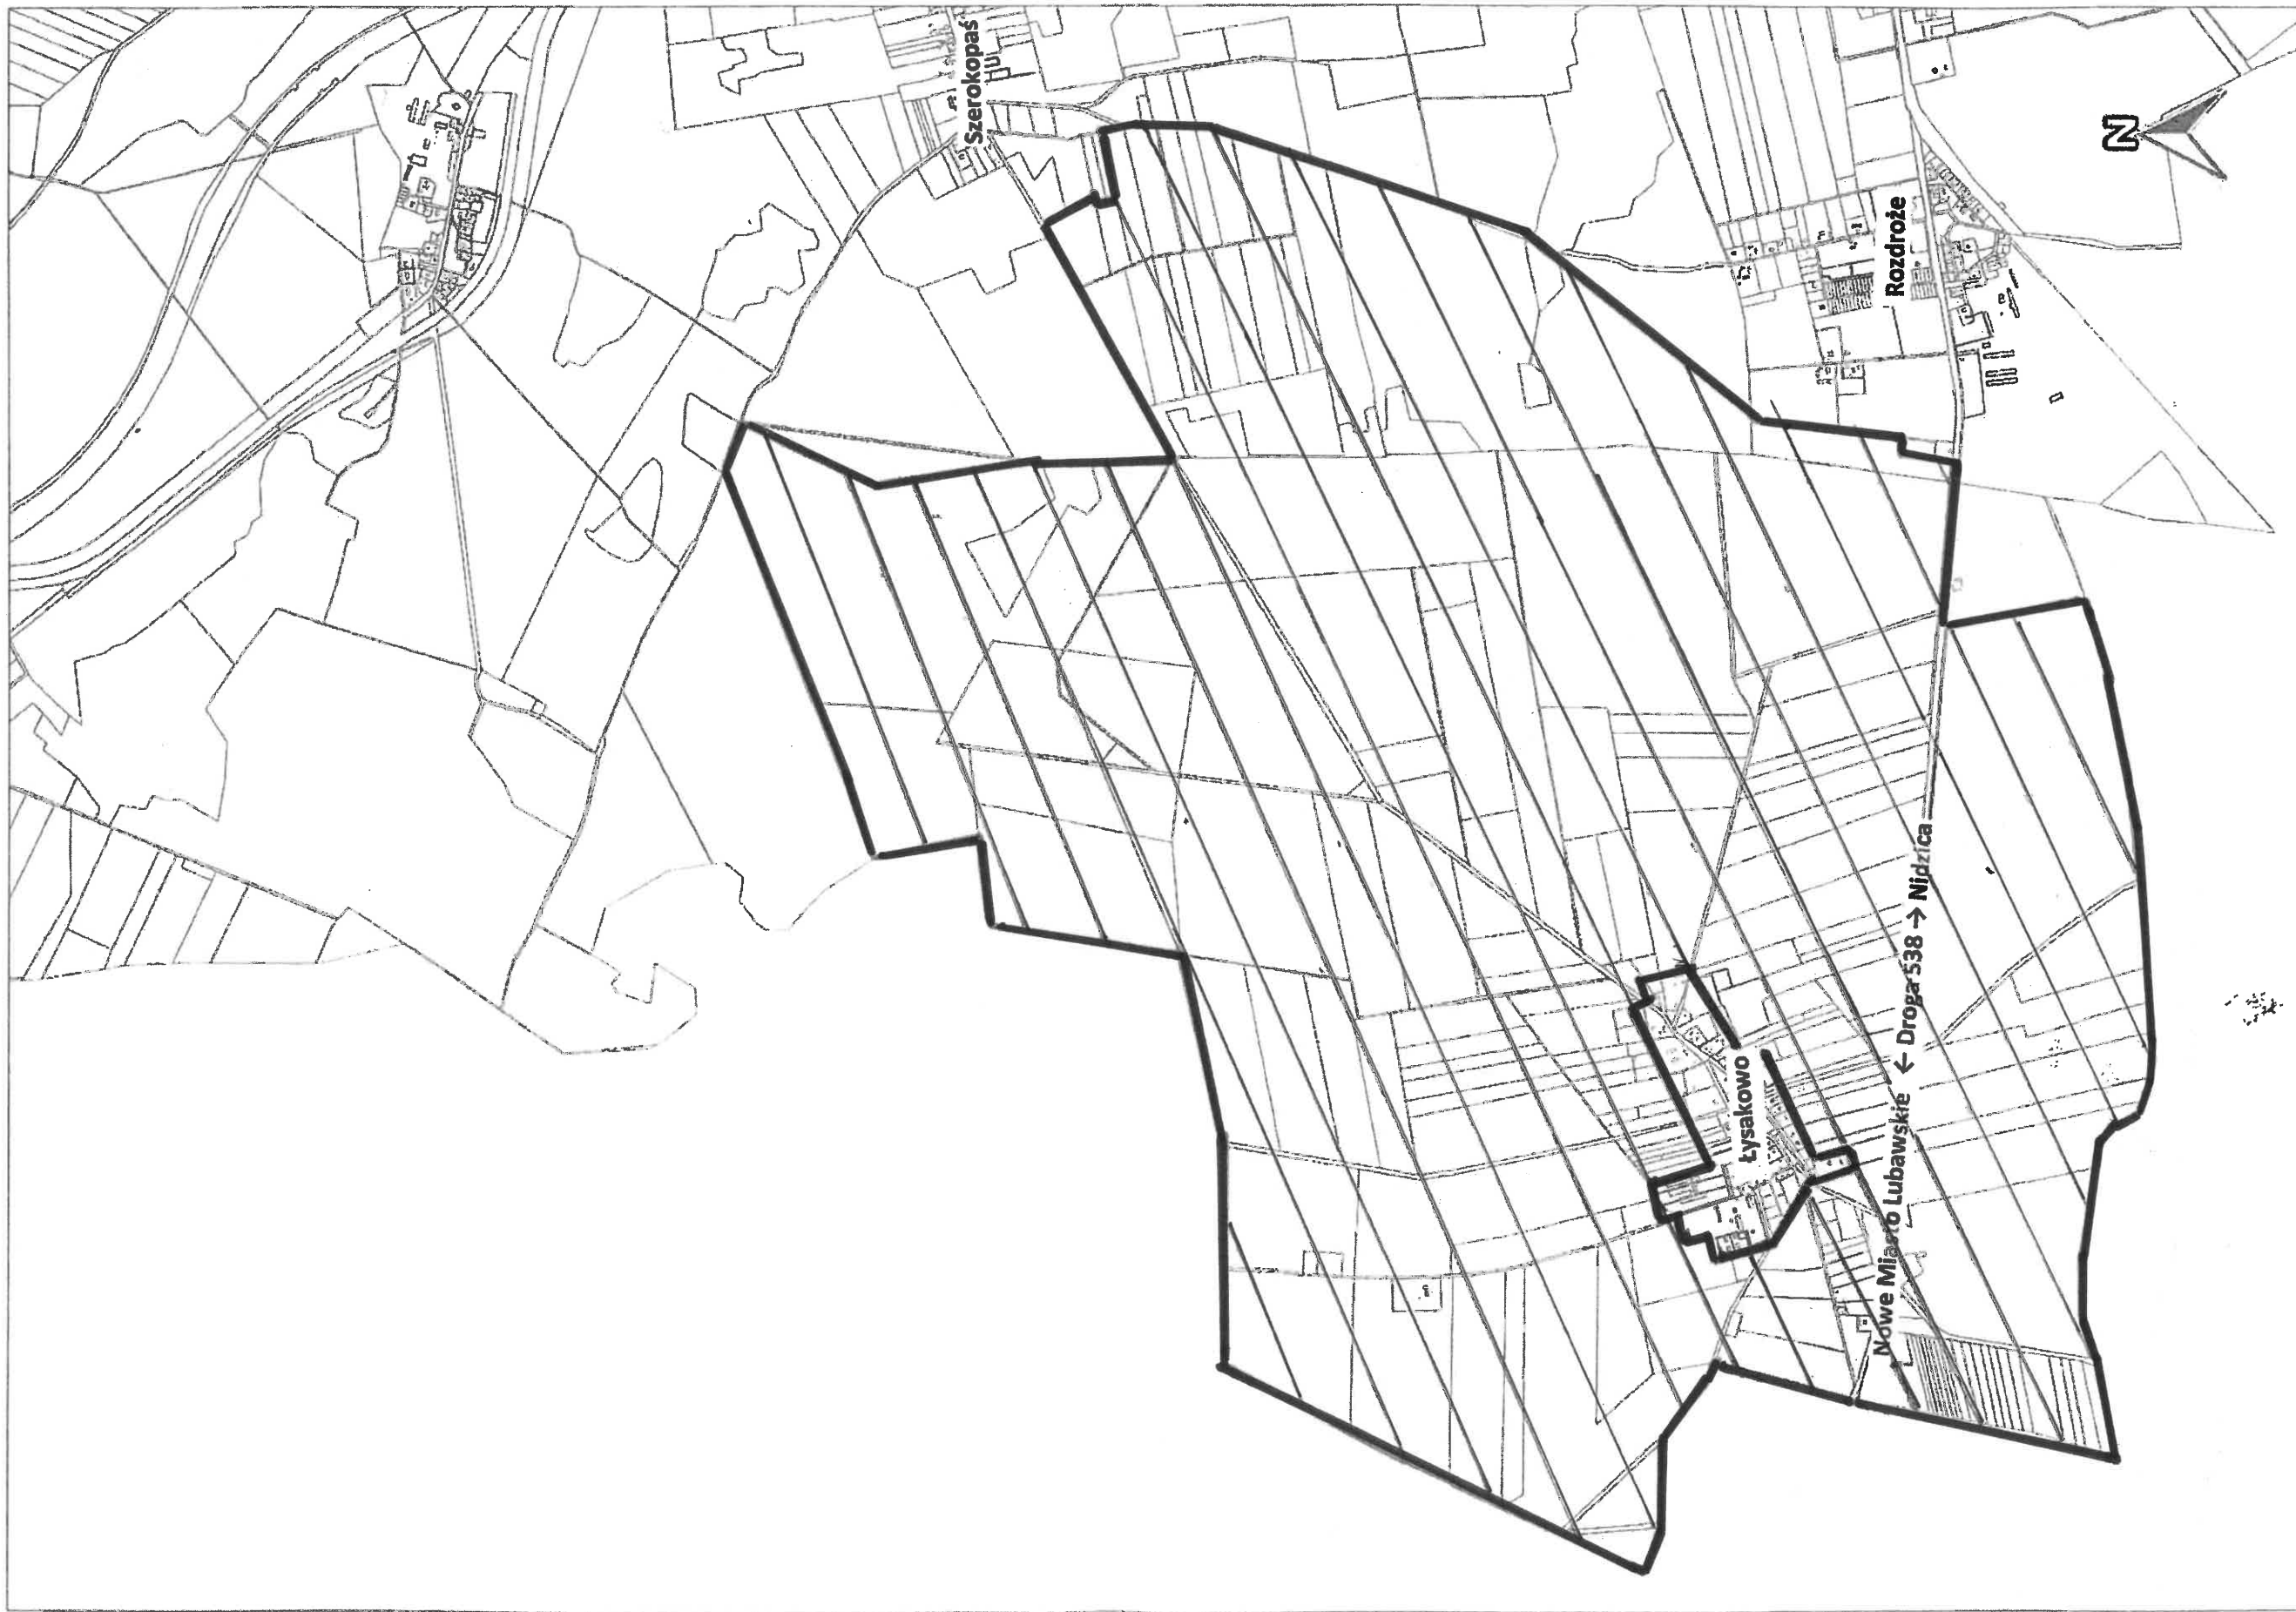 Szerokopaś
N
Rozdroże
Łysakowo
Nowe Miasto Lubawskie ← Droga 538 → Nidzica